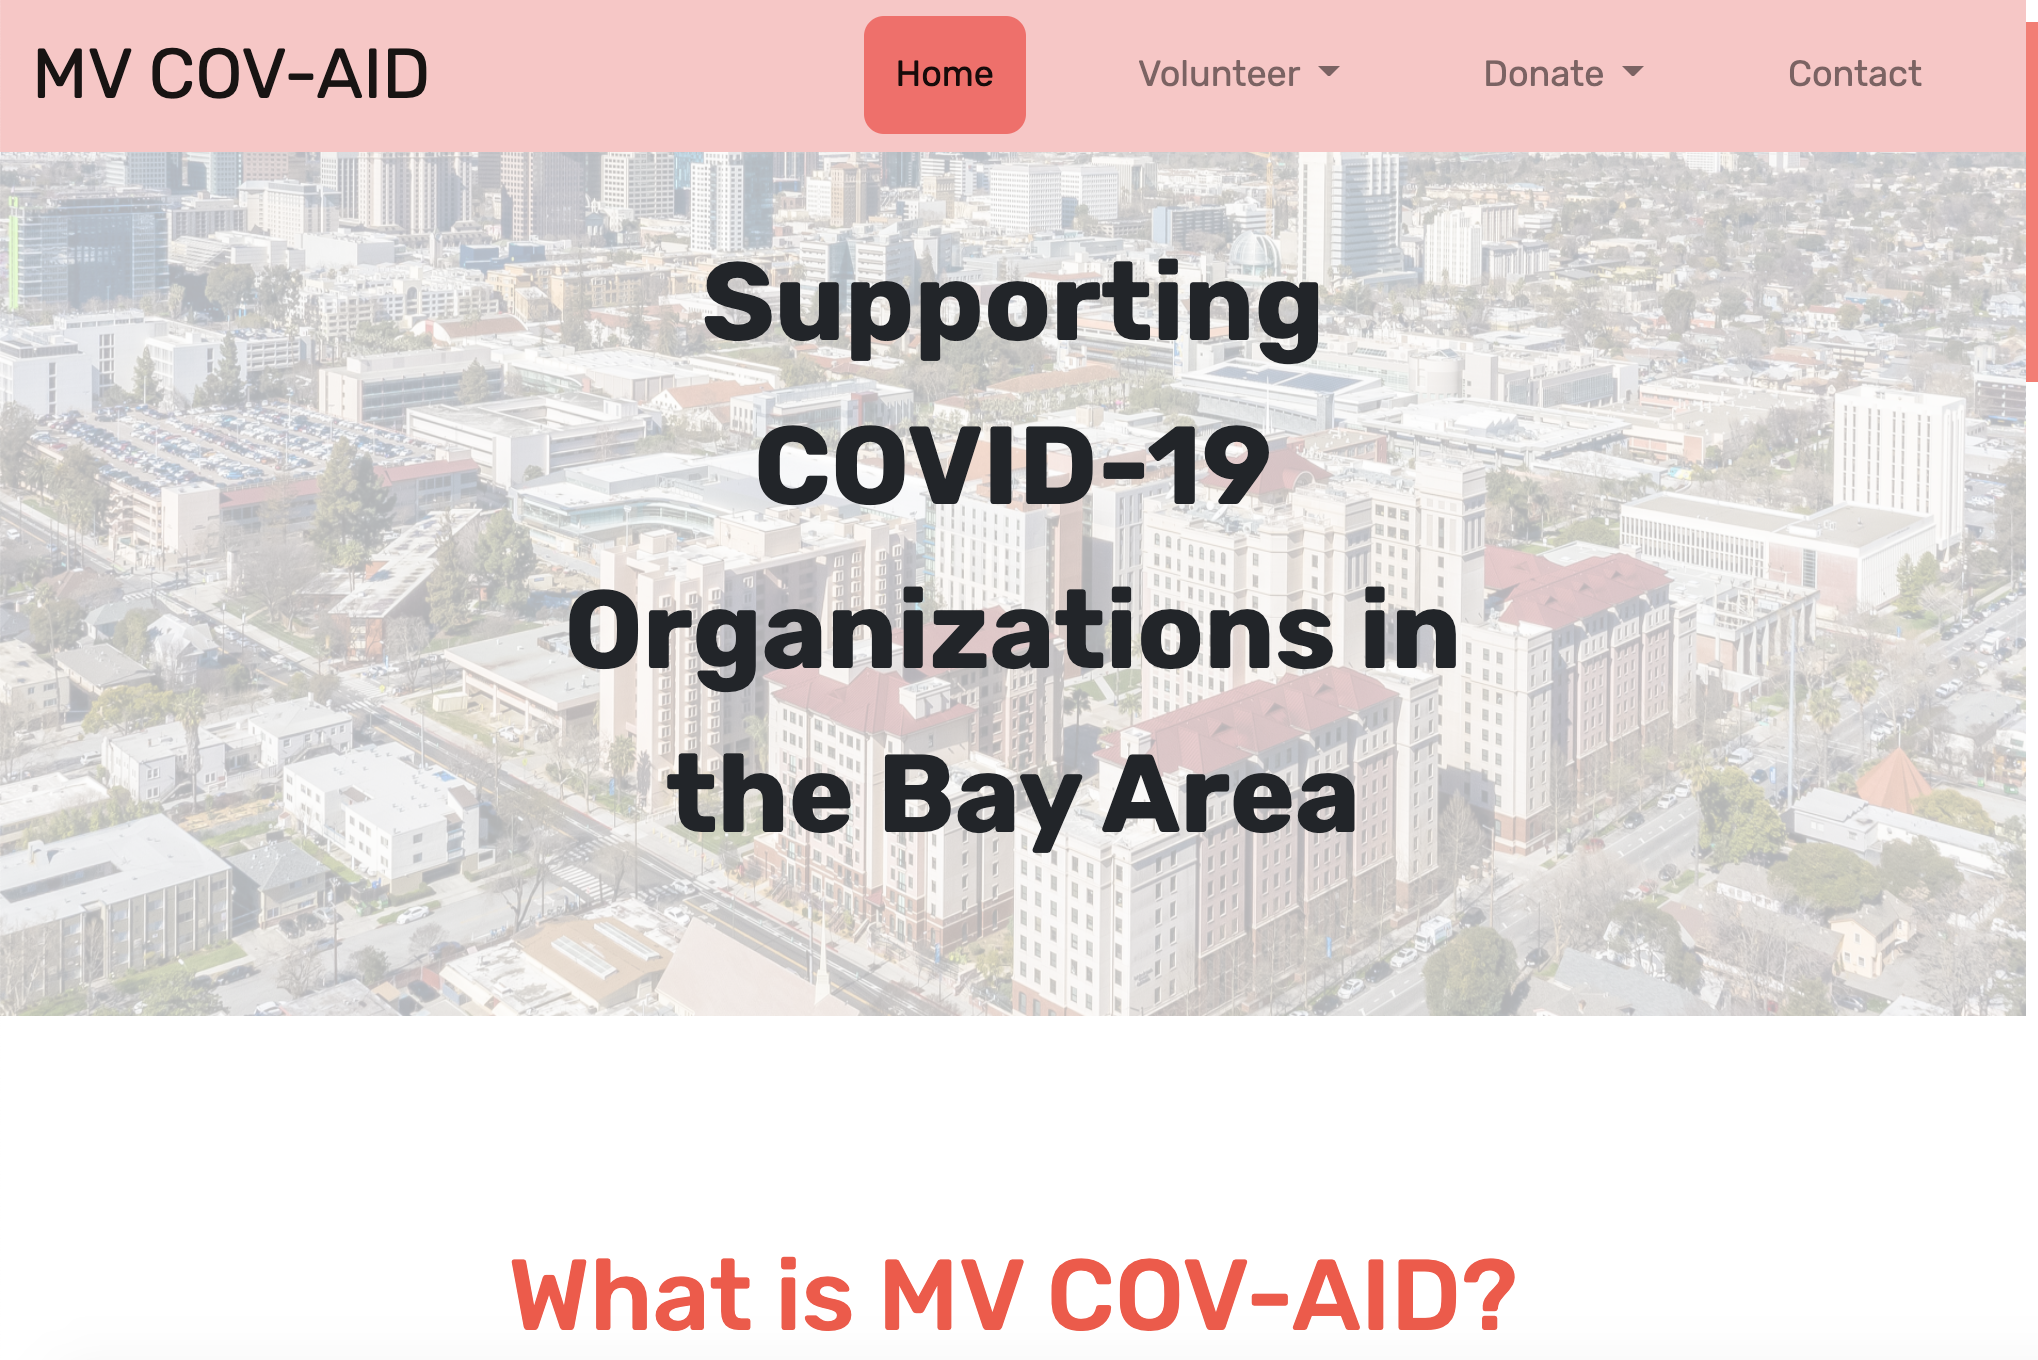 MV COV-AID
Home Volunteer Donate Contact
Supporting
COVID-19
Organizations in
the Bay Area
What is MV COV-AID?